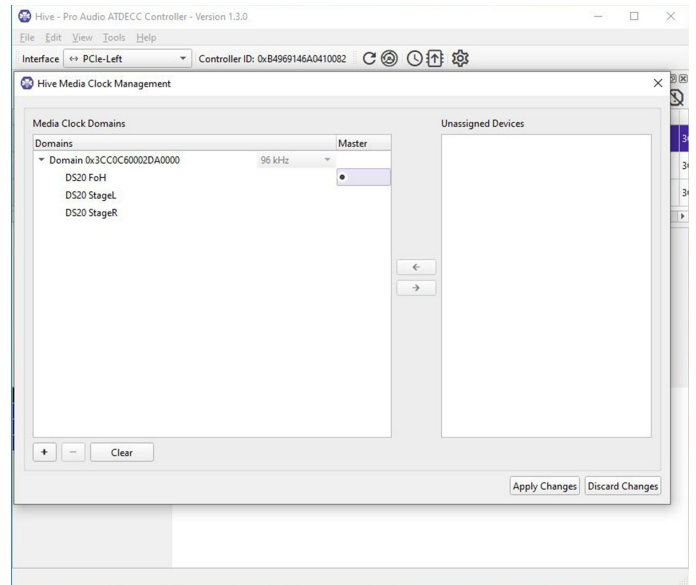 Hive - Pro Audio ATDECC Controller - Version 1.3.0
File Edit View Tools Help
Interface PCIe-Left Controller ID: 0xB4969146A0410082
Hive Media Clock Management
Media Clock Domains Unassigned Devices
Domains Master
Domain 0x3CC0C60002DA0000 96 kHz
DS20 FoH
DS20 StageL
DS20 StageR
+ - Clear
Apply Changes Discard Changes